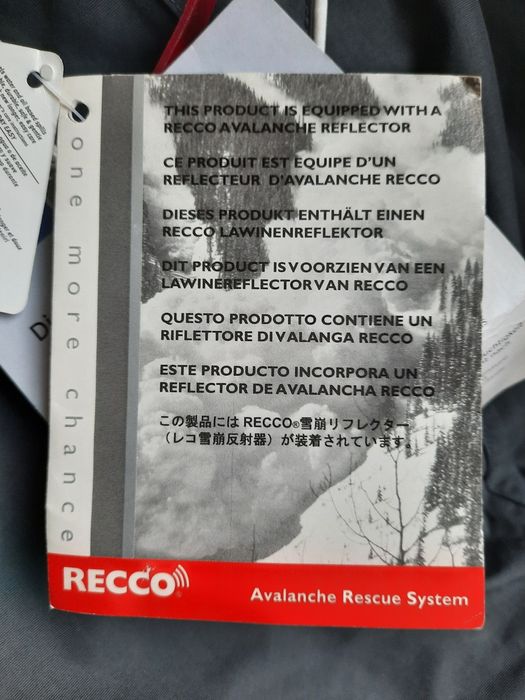 THIS PRODUCT IS EQUIPPED WITH A
RECCO AVALANCHE REFLECTOR
CE PRODUIT EST EQUIPE D'UN
REFLECTEUR D'AVALANCHE RECCO
DIESES PRODUKT ENTHÄLT EINEN
RECCO LAWINENREFLEKTOR
DIT PRODUCT IS VOORZIEN VAN EEN
LAWINEREFLECTOR VAN RECCO
QUESTO PRODOTTO CONTIENE UN
RIFLETTORE DI VALANGA RECCO
ESTE PRODUCTO INCORPORA UN
REFLECTOR DE AVALANCHA RECCO
この製品には RECCO®雪崩リフレクター
（レコ雪崩反射器）が装着されています。
one more chance
RECCO
Avalanche Rescue System
Di